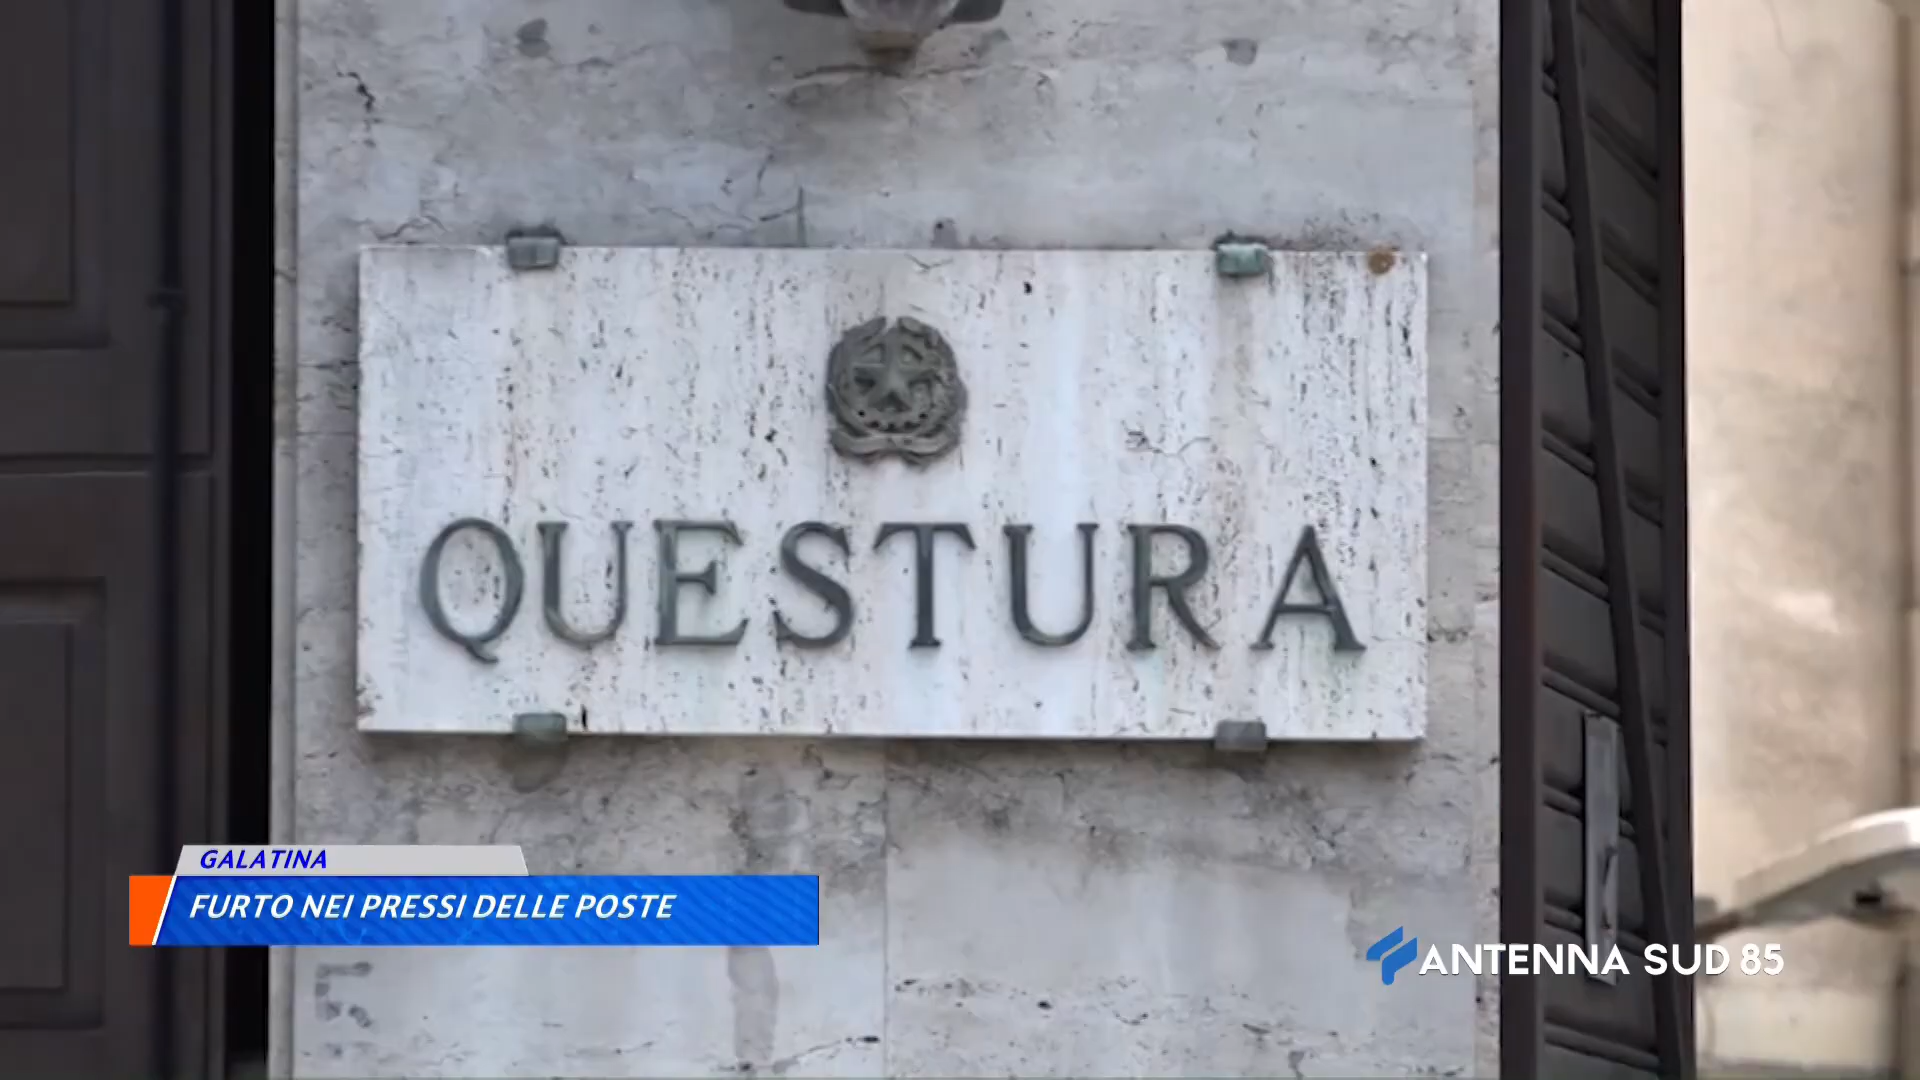 QUESTURA
GALATINA
FURTO NEI PRESSI DELLE POSTE
ANTENNA SUD 85